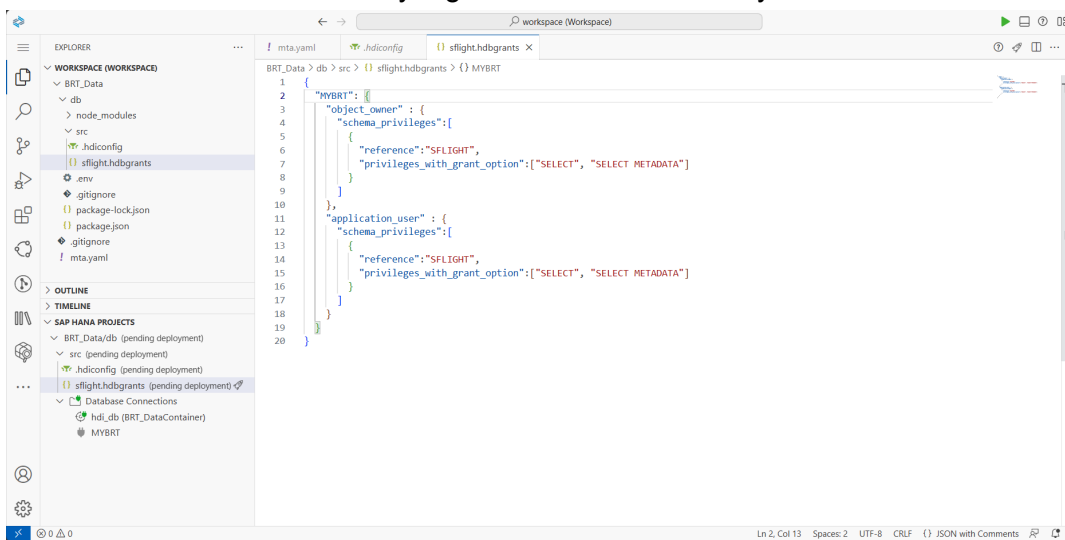 workspace (Workspace)
EXPLORER
mta.yaml
.hdiconfig
sflight.hdbgrants
WORKSPACE (WORKSPACE)
BRT_Data
db
node_modules
src
.hdiconfig
sflight.hdbgrants
.env
.gitignore
package-lock.json
package.json
.gitignore
mta.yaml
OUTLINE
TIMELINE
SAP HANA PROJECTS
BRT_Data/db (pending deployment)
src (pending deployment)
.hdiconfig (pending deployment)
sflight.hdbgrants (pending deployment)
Database Connections
hdi_db (BRT_DataContainer)
MYBRT
BRT_Data > db > src > {} sflight.hdbgrants > {} MYBRT
1 {
2 "MYBRT": {
3 "object_owner" : {
4 "schema_privileges":[
5 {
6 "reference":"SFLIGHT",
7 "privileges_with_grant_option":["SELECT", "SELECT METADATA"]
8 }
9 ]
10 },
11 "application_user" : {
12 "schema_privileges":[
13 {
14 "reference":"SFLIGHT",
15 "privileges_with_grant_option":["SELECT", "SELECT METADATA"]
16 }
17 ]
18 }
19 }
20 }
0 0
Ln 2, Col 13 Spaces: 2 UTF-8 CRLF {} JSON with Comments